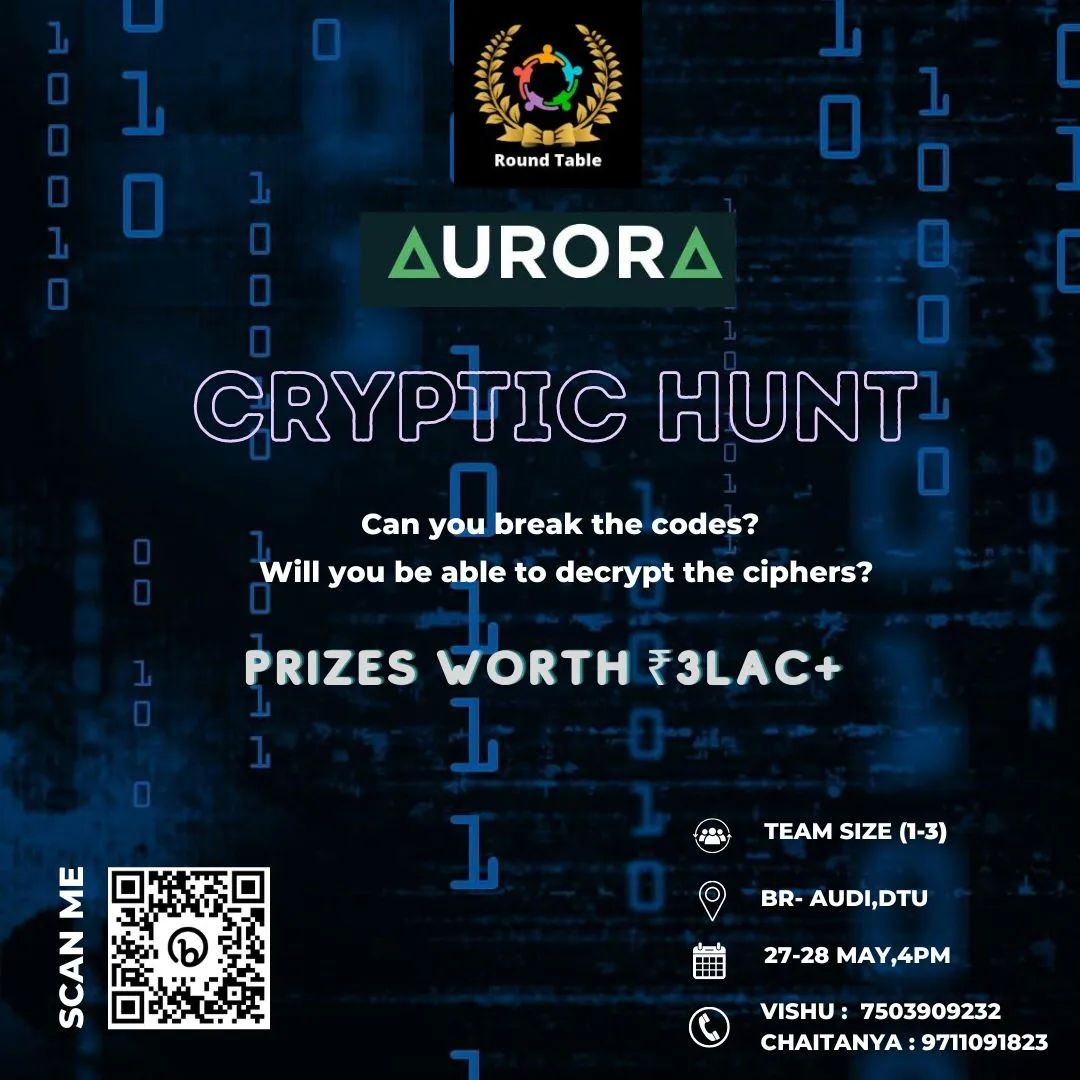 Round Table
AURORA
CRYPTIC HUNT
Can you break the codes?
Will you be able to decrypt the ciphers?
PRIZES WORTH ₹3LAC+
SCAN ME
TEAM SIZE (1-3)
BR- AUDI,DTU
27-28 MAY,4PM
VISHU : 7503909232
CHAITANYA : 9711091823